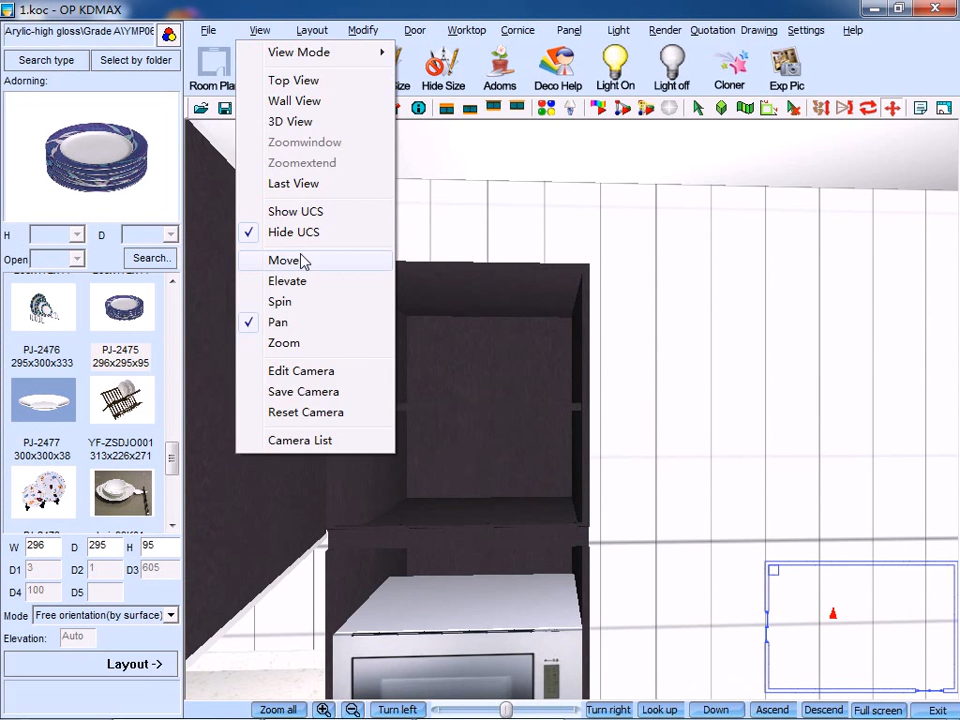 1.koc - OP KDMAX
Arylic-high gloss\Grade A\YMP06
File View Layout Modify Door Worktop Cornice Panel Light Render Quotation Drawing Settings Help
Search type Select by folder
Adorning:
Room Plan
Hide Size Adorns Deco Help Light On Light off Cloner Exp Pic
View Mode
Top View
Wall View
3D View
Zoomwindow
Zoomextend
Last View
Show UCS
Hide UCS
Move
Elevate
Spin
Pan
Zoom
Edit Camera
Save Camera
Reset Camera
Camera List
H D
Open Search..
PJ-2476 PJ-2475
295x300x333 296x295x95
PJ-2477 YF-ZSDJO001
300x300x38 313x226x271
W 296 D 295 H 95
D1 3 D2 1 D3 605
D4 100 D5
Mode Free orientation(by surface)
Elevation: Auto
Layout ->
Zoom all Turn left Turn right Look up Down Ascend Descend Full screen Exit